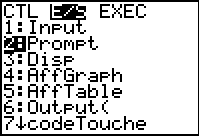 CTL E/S EXEC
1:Input
2:Prompt
3:Disp
4:AffGraph
5:AffTable
6:Output(
7↓codeTouche